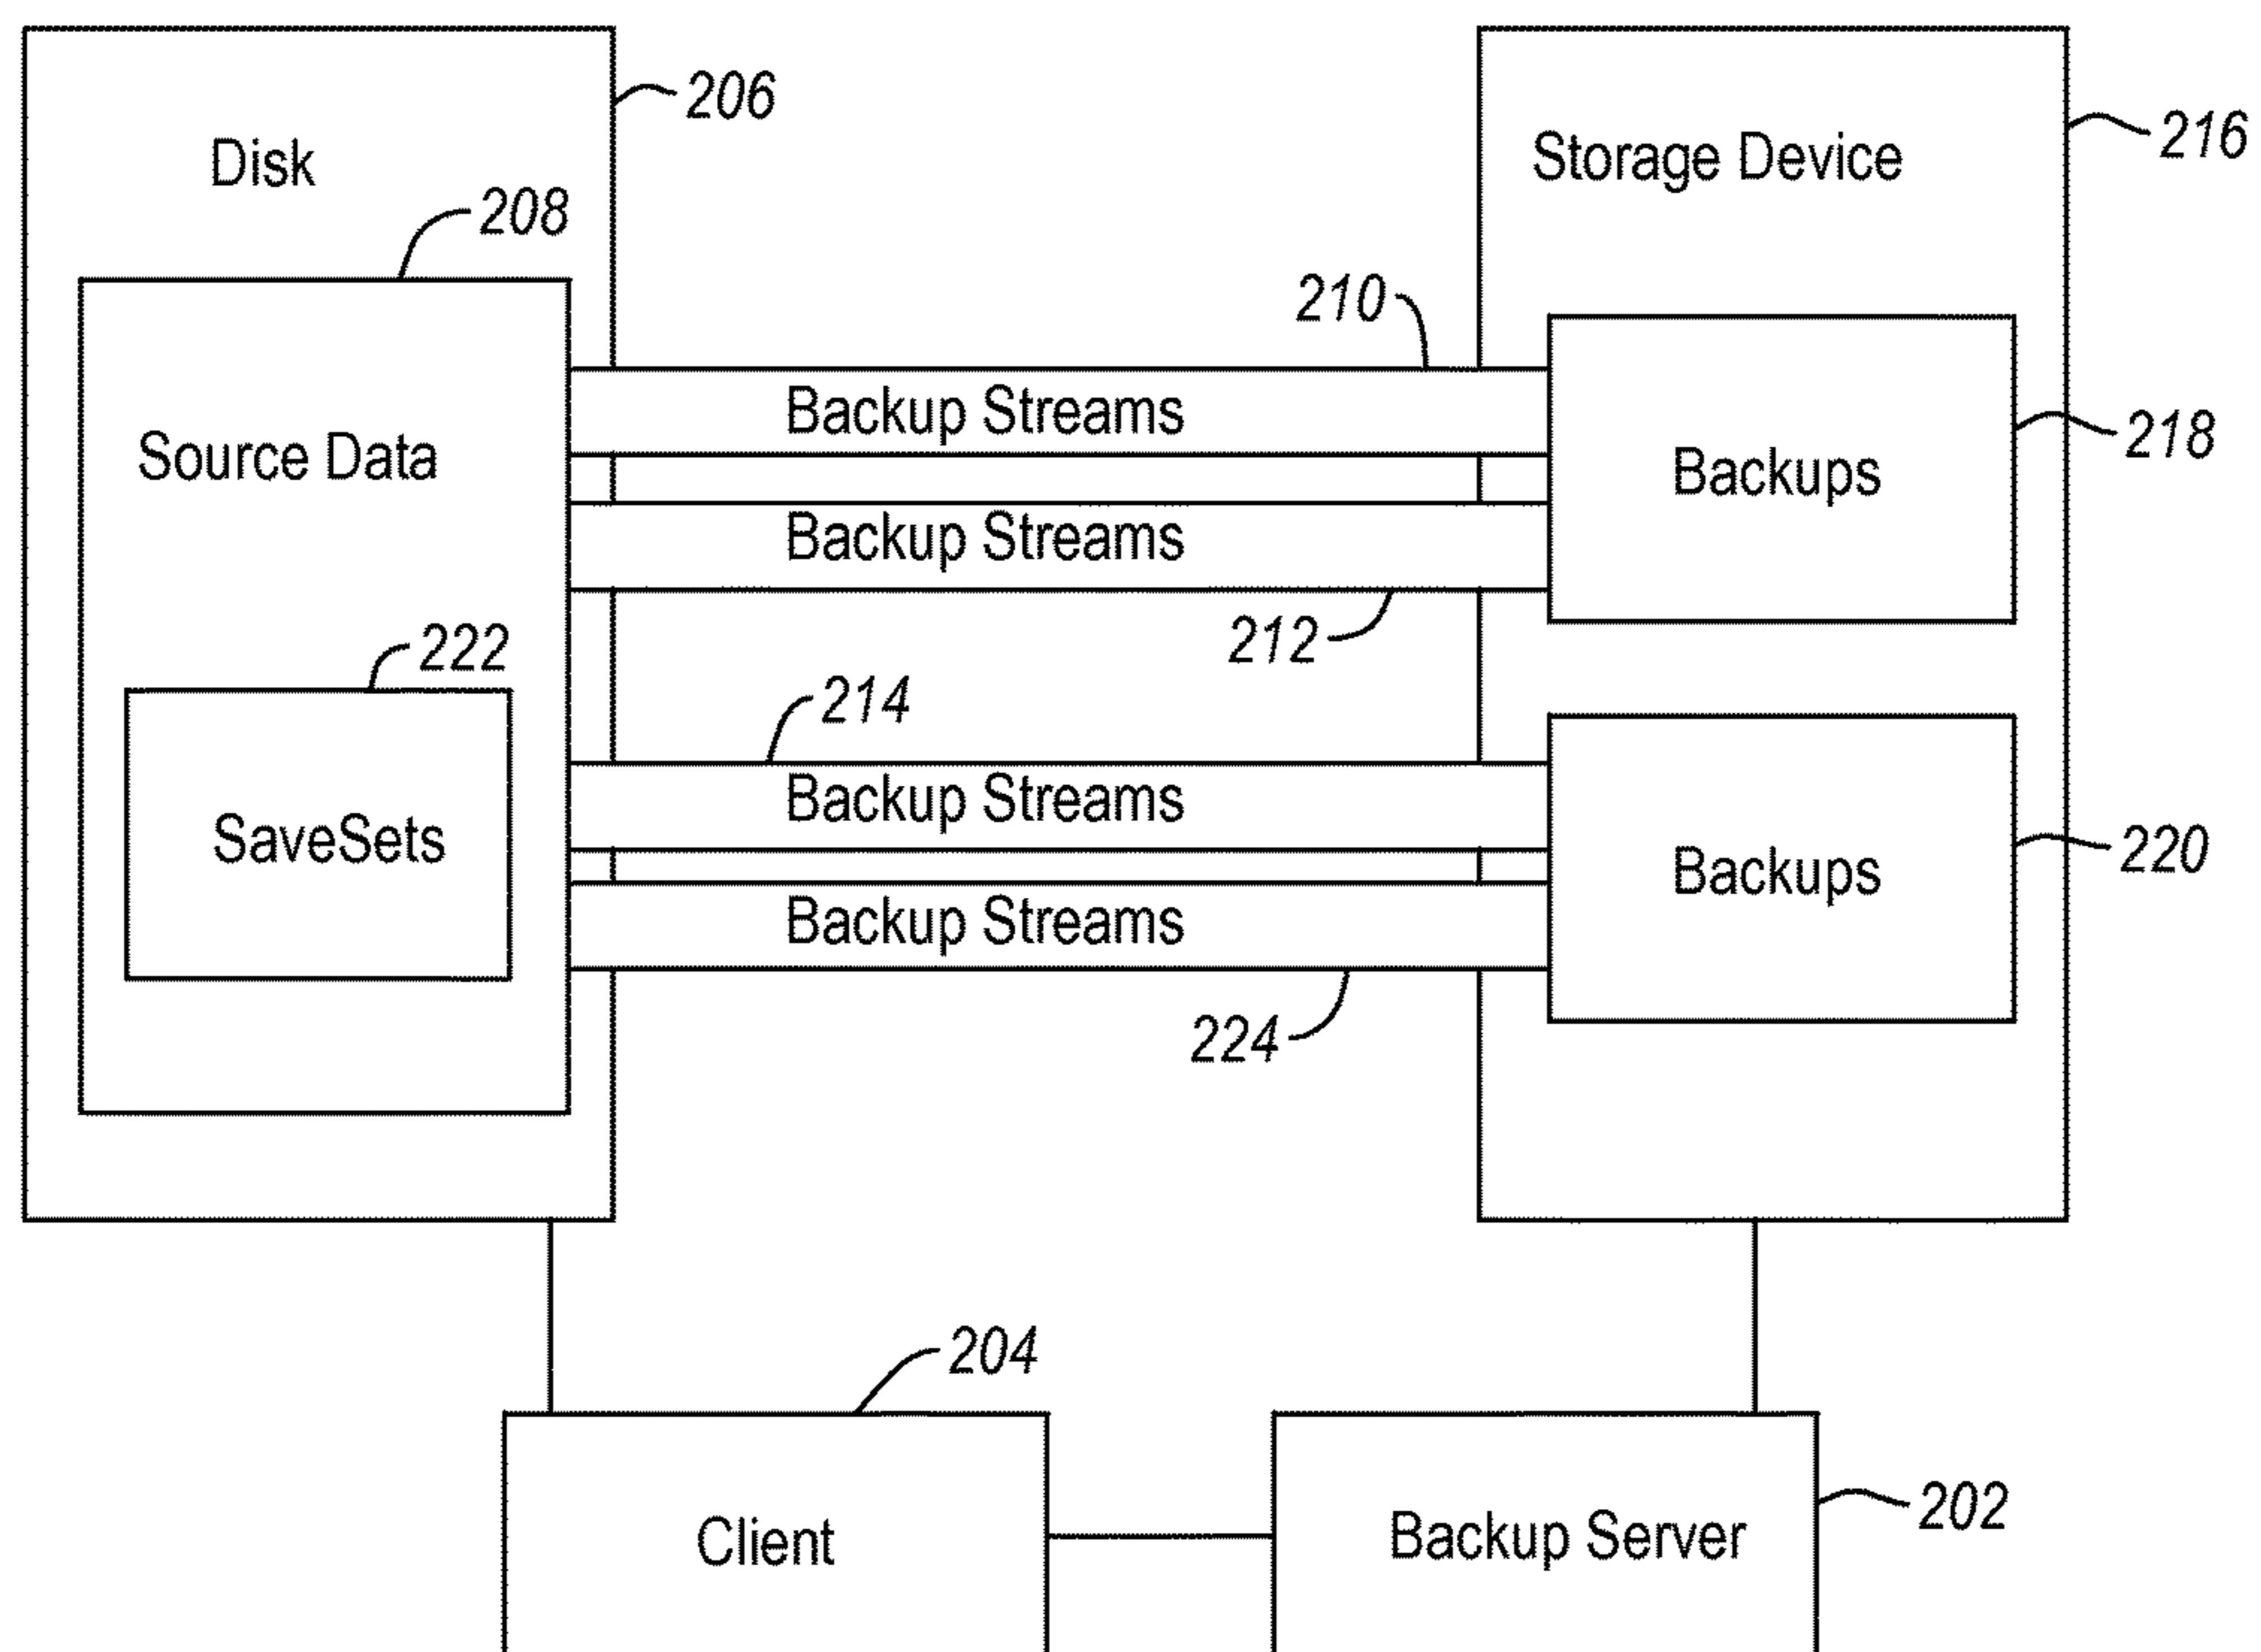 206
216
Disk
Storage Device
208
210
Backup Streams
218
Source Data
Backups
Backup Streams
212
222
214
Backup Streams
220
SaveSets
Backups
Backup Streams
224
204
202
Client
Backup Server